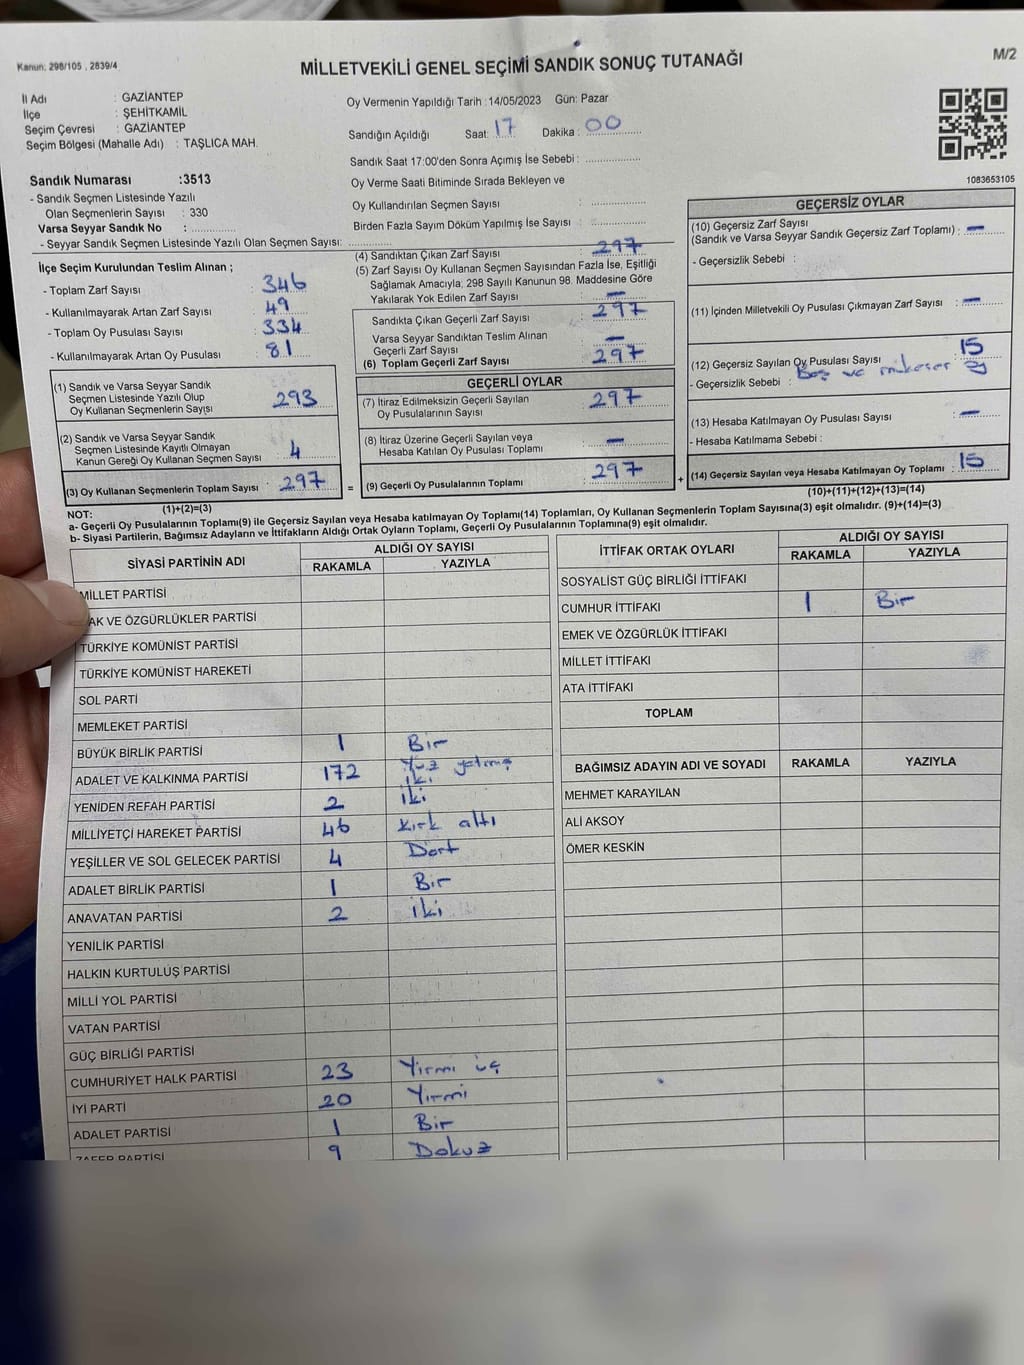 Kanun: 298/105 , 2839/4
MİLLETVEKİLİ GENEL SEÇİMİ SANDIK SONUÇ TUTANAĞI
M/2
İl Adı : GAZİANTEP
İlçe : ŞEHİTKAMİL
Seçim Çevresi : GAZİANTEP
Seçim Bölgesi (Mahalle Adı) : TAŞLICA MAH.
Sandık Numarası :3513
- Sandık Seçmen Listesinde Yazılı
Olan Seçmenlerin Sayısı : 330
Varsa Seyyar Sandık No :
- Seyyar Sandık Seçmen Listesinde Yazılı Olan Seçmen Sayısı:
Oy Vermenin Yapıldığı Tarih :14/05/2023 Gün: Pazar
Sandığın Açıldığı Saat: 17 Dakika : 00
Sandık Saat 17:00'den Sonra Açımış İse Sebebi :
Oy Verme Saati Bitiminde Sırada Bekleyen ve
Oy Kullandırılan Seçmen Sayısı :
Birden Fazla Sayım Döküm Yapılmış İse Sayısı :
1083653105
İlçe Seçim Kurulundan Teslim Alınan ;
- Toplam Zarf Sayısı : 346
- Kullanılmayarak Artan Zarf Sayısı : 49
- Toplam Oy Pusulası Sayısı : 334
- Kullanılmayarak Artan Oy Pusulası : 81
(1) Sandık ve Varsa Seyyar Sandık
Seçmen Listesinde Yazılı Olup
Oy Kullanan Seçmenlerin Sayısı : 293
(2) Sandık ve Varsa Seyyar Sandık
Seçmen Listesinde Kayıtlı Olmayan
Kanun Gereği Oy Kullanan Seçmen Sayısı : 4
(3) Oy Kullanan Seçmenlerin Toplam Sayısı : 297
(1)+(2)=(3)
(4) Sandıktan Çıkan Zarf Sayısı : 297
(5) Zarf Sayısı Oy Kullanan Seçmen Sayısından Fazla İse, Eşitliği
Sağlamak Amacıyla; 298 Sayılı Kanunun 98. Maddesine Göre
Yakılarak Yok Edilen Zarf Sayısı : —
Sandıkta Çıkan Geçerli Zarf Sayısı : 297
Varsa Seyyar Sandıktan Teslim Alınan
Geçerli Zarf Sayısı : —
(6) Toplam Geçerli Zarf Sayısı : 297
GEÇERLİ OYLAR
(7) İtiraz Edilmeksizin Geçerli Sayılan
Oy Pusulalarının Sayısı : 297
(8) İtiraz Üzerine Geçerli Sayılan veya
Hesaba Katılan Oy Pusulası Toplamı : —
= (9) Geçerli Oy Pusulalarının Toplamı : 297 +
GEÇERSİZ OYLAR
(10) Geçersiz Zarf Sayısı
(Sandık ve Varsa Seyyar Sandık Geçersiz Zarf Toplamı) : —
- Geçersizlik Sebebi :
(11) İçinden Milletvekili Oy Pusulası Çıkmayan Zarf Sayısı : —
(12) Geçersiz Sayılan Oy Pusulası Sayısı : 15
- Geçersizlik Sebebi : Boş ve mükerer oy
(13) Hesaba Katılmayan Oy Pusulası Sayısı : —
- Hesaba Katılmama Sebebi :
(14) Geçersiz Sayılan veya Hesaba Katılmayan Oy Toplamı : 15
(10)+(11)+(12)+(13)=(14)
NOT:
a- Geçerli Oy Pusulalarının Toplamı(9) ile Geçersiz Sayılan veya Hesaba katılmayan Oy Toplamı(14) Toplamları, Oy Kullanan Seçmenlerin Toplam Sayısına(3) eşit olmalıdır. (9)+(14)=(3)
b- Siyasi Partilerin, Bağımsız Adayların ve İttifakların Aldığı Ortak Oyların Toplamı, Geçerli Oy Pusulalarının Toplamına(9) eşit olmalıdır.
SİYASİ PARTİNİN ADI ALDIĞI OY SAYISI
RAKAMLA YAZIYLA
MİLLET PARTİSİ
AK VE ÖZGÜRLÜKLER PARTİSİ
TÜRKİYE KOMÜNİST PARTİSİ
TÜRKİYE KOMÜNİST HAREKETİ
SOL PARTİ
MEMLEKET PARTİSİ
BÜYÜK BİRLİK PARTİSİ 1 Bir
ADALET VE KALKINMA PARTİSİ 172 Yüz yetmiş iki
YENİDEN REFAH PARTİSİ 2 iki
MİLLİYETÇİ HAREKET PARTİSİ 46 Kırk altı
YEŞİLLER VE SOL GELECEK PARTİSİ 4 Dört
ADALET BİRLİK PARTİSİ 1 Bir
ANAVATAN PARTİSİ 2 iki
YENİLİK PARTİSİ
HALKIN KURTULUŞ PARTİSİ
MİLLİ YOL PARTİSİ
VATAN PARTİSİ
GÜÇ BİRLİĞİ PARTİSİ
CUMHURİYET HALK PARTİSİ 23 Yirmi üç
İYİ PARTİ 20 Yirmi
ADALET PARTİSİ 1 Bir
ZAFER PARTİSİ 9 Dokuz
İTTİFAK ORTAK OYLARI ALDIĞI OY SAYISI
RAKAMLA YAZIYLA
SOSYALİST GÜÇ BİRLİĞİ İTTİFAKI
CUMHUR İTTİFAKI 1 Bir
EMEK VE ÖZGÜRLÜK İTTİFAKI
MİLLET İTTİFAKI
ATA İTTİFAKI
TOPLAM
BAĞIMSIZ ADAYIN ADI VE SOYADI RAKAMLA YAZIYLA
MEHMET KARAYILAN
ALİ AKSOY
ÖMER KESKİN